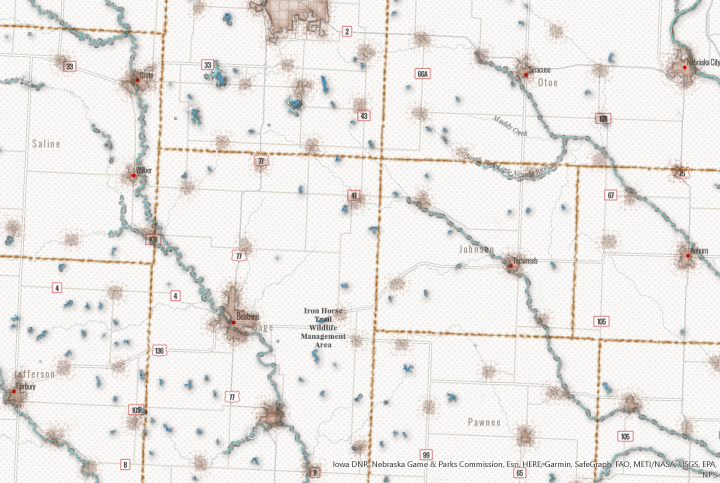 2
33
33
66A
Crete
Syracuse
Nebraska City
Otoe
43
128
Muddy Creek
Saline
77
Wilber
75
41
67
103
Johnson
Auburn
77
Tecumseh
4
4
Iron Horse
Trail
Wildlife
Management
Area
Beatrice
Gage
105
136
Jefferson
Fairbury
77
103
Pawnee
105
99
8
8
65
Iowa DNR, Nebraska Game & Parks Commission, Esri, HERE, Garmin, SafeGraph, FAO, METI/NASA, USGS, EPA,
NPS